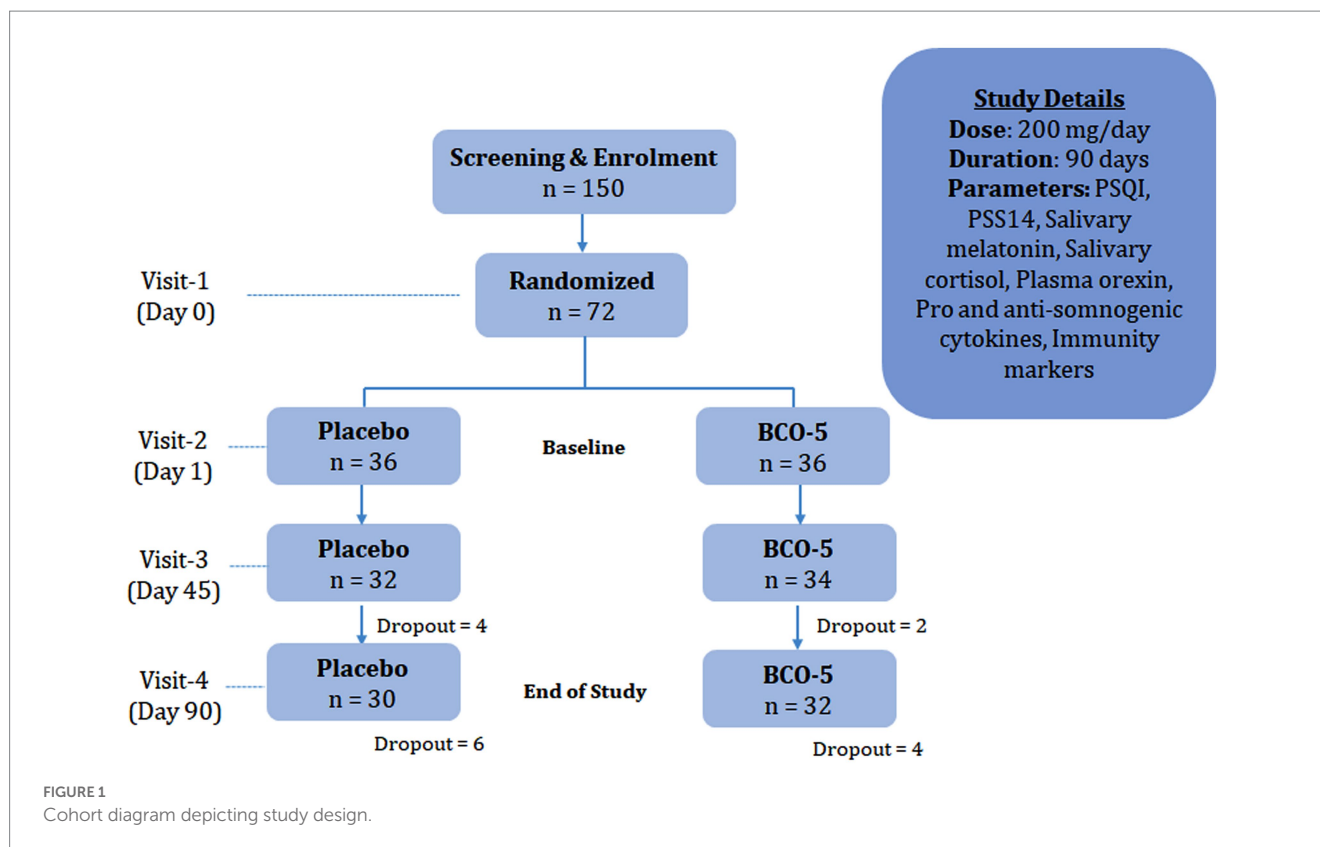 Study Details
Dose: 200 mg/day
Duration: 90 days
Parameters: PSQI,
PSS14, Salivary
melatonin, Salivary
cortisol, Plasma orexin,
Pro and anti-somnogenic
cytokines, Immunity
markers
Screening & Enrolment
n = 150
Visit-1
(Day 0)
Randomized
n = 72
Visit-2
(Day 1)
Placebo
n = 36
Baseline
BCO-5
n = 36
Visit-3
(Day 45)
Placebo
n = 32
BCO-5
n = 34
Dropout = 4
Dropout = 2
Visit-4
(Day 90)
Placebo
n = 30
End of Study
BCO-5
n = 32
Dropout = 6
Dropout = 4
FIGURE 1
Cohort diagram depicting study design.